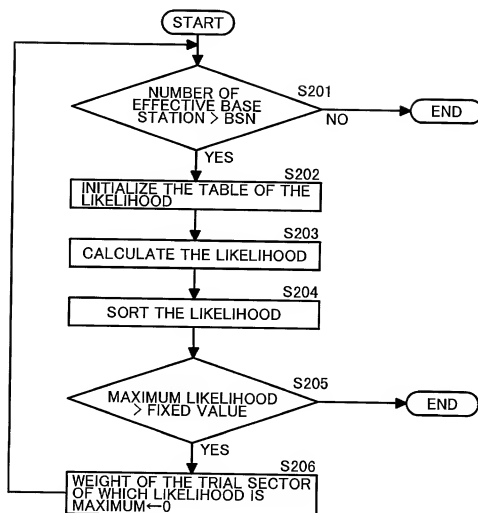 START
S201
NUMBER OF
EFFECTIVE BASE
STATION > BSN
NO
END
YES
S202
INITIALIZE THE TABLE OF THE
LIKELIHOOD
S203
CALCULATE THE LIKELIHOOD
S204
SORT THE LIKELIHOOD
S205
MAXIMUM LIKELIHOOD
> FIXED VALUE
END
YES
S206
WEIGHT OF THE TRIAL SECTOR
OF WHICH LIKELIHOOD IS
MAXIMUM←0